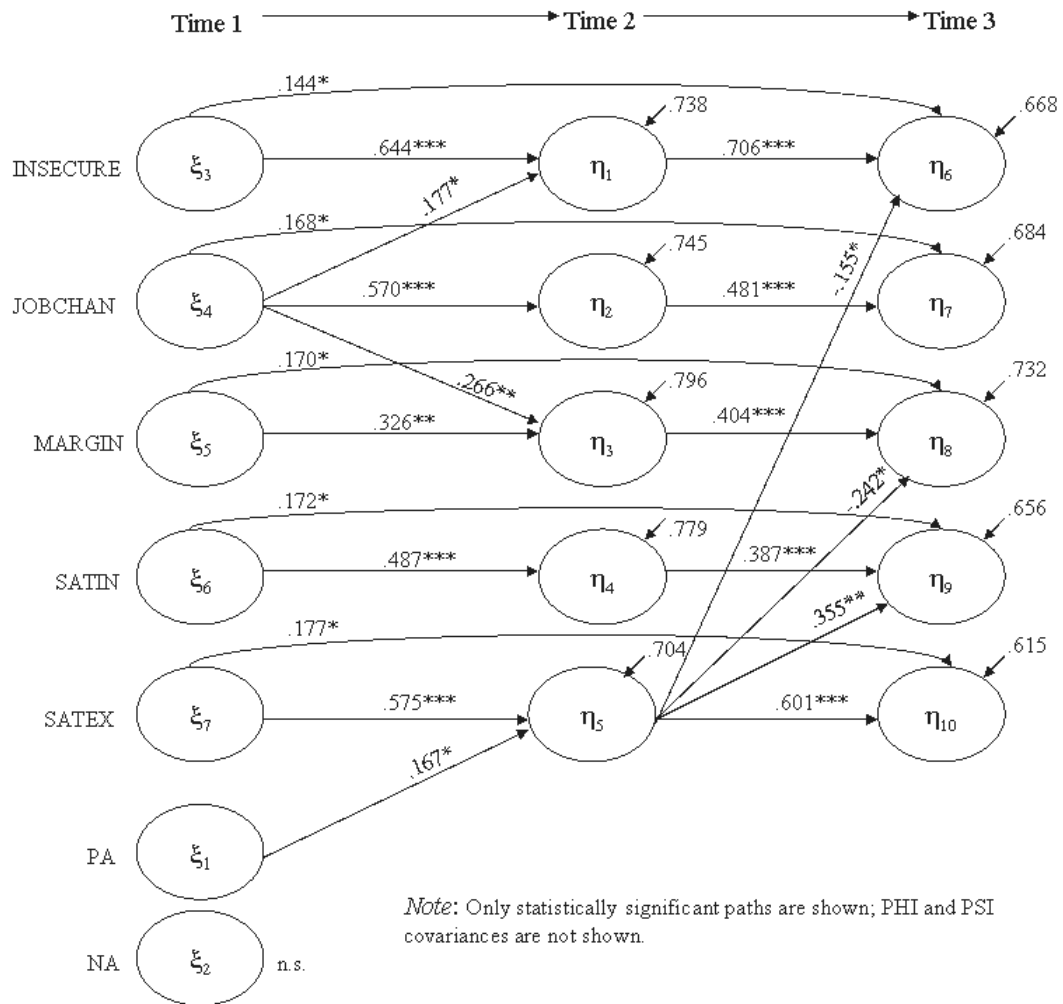 Time 1 Time 2 Time 3
.144* .738 .668
INSECURE ξ3 .644*** η1 .706*** η6
.177*
.168* .745 .684
-.155*
JOBCHAN ξ4 .570*** η2 .481*** η7
.170* .266** .796 .732
MARGIN ξ5 .326** η3 .404*** η8
-.242*
.172* .779 .656
SATIN ξ6 .487*** η4 .387*** η9
.355**
.177* .704 .615
SATEX ξ7 .575*** η5 .601*** η10
.167*
PA ξ1
Note: Only statistically significant paths are shown; PHI and PSI
covariances are not shown.
NA ξ2 n.s.